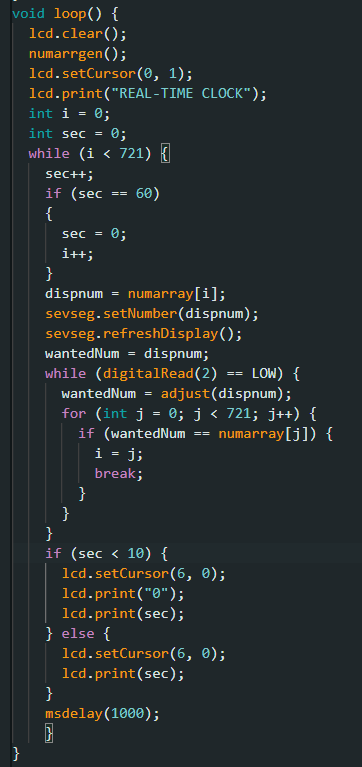 void loop() {
lcd.clear();
numarrgen();
lcd.setCursor(0, 1);
lcd.print("REAL-TIME CLOCK");
int i = 0;
int sec = 0;
while (i < 721) {
sec++;
if (sec == 60)
{
sec = 0;
i++;
}
dispnum = numarray[i];
sevseg.setNumber(dispnum);
sevseg.refreshDisplay();
wantedNum = dispnum;
while (digitalRead(2) == LOW) {
wantedNum = adjust(dispnum);
for (int j = 0; j < 721; j++) {
if (wantedNum == numarray[j]) {
i = j;
break;
}
}
}
if (sec < 10) {
lcd.setCursor(6, 0);
lcd.print("0");
lcd.print(sec);
} else {
lcd.setCursor(6, 0);
lcd.print(sec);
}
msdelay(1000);
}
}